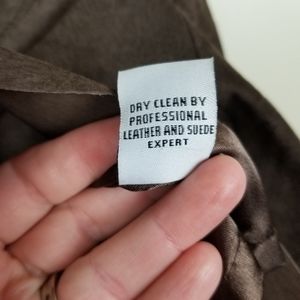 DRY CLEAN BY
PROFESSIONAL
LEATHER AND SUEDE
EXPERT